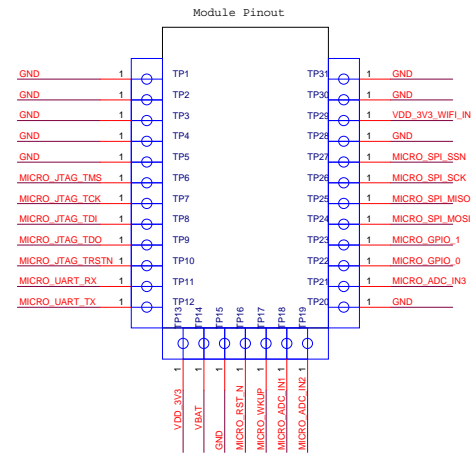 Module Pinout
GND 1 TP1 TP31 1 GND
GND 1 TP2 TP30 1 GND
GND 1 TP3 TP29 1 VDD_3V3_WIFI_IN
GND 1 TP4 TP28 1 GND
GND 1 TP5 TP27 1 MICRO_SPI_SSN
MICRO_JTAG_TMS 1 TP6 TP26 1 MICRO_SPI_SCK
MICRO_JTAG_TCK 1 TP7 TP25 1 MICRO_SPI_MISO
MICRO_JTAG_TDI 1 TP8 TP24 1 MICRO_SPI_MOSI
MICRO_JTAG_TDO 1 TP9 TP23 1 MICRO_GPIO_1
MICRO_JTAG_TRSTN 1 TP10 TP22 1 MICRO_GPIO_0
MICRO_UART_RX 1 TP11 TP21 1 MICRO_ADC_IN3
MICRO_UART_TX 1 TP12 TP20 1 GND
TP13 1 VDD_3V3
TP14 1 VBAT
TP15 1 GND
TP16 1 MICRO_RST_N
TP17 1 MICRO_WKUP
TP18 1 MICRO_ADC_IN1
TP19 1 MICRO_ADC_IN2